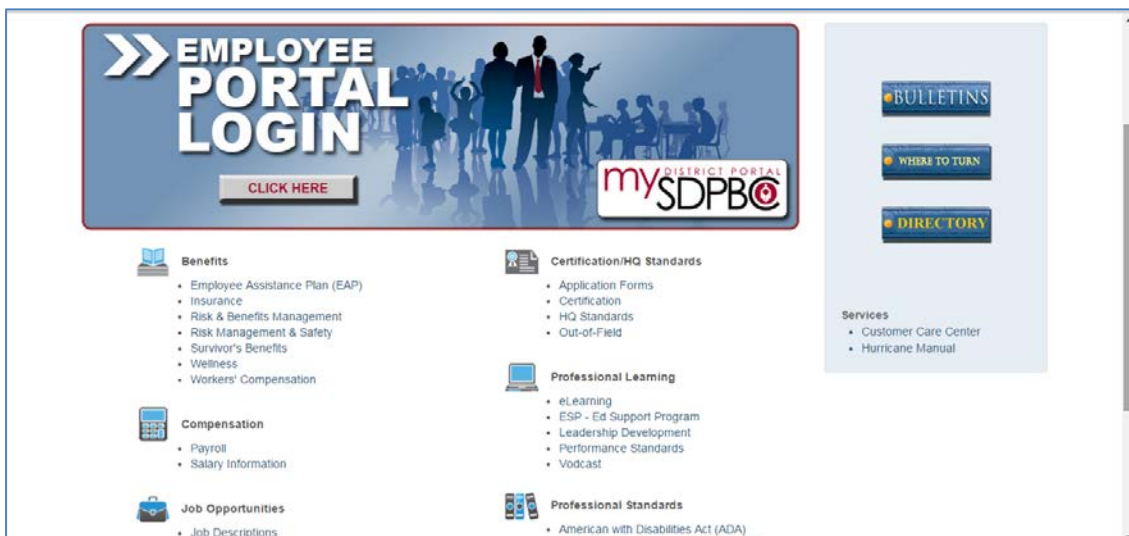 EMPLOYEE
PORTAL
LOGIN
CLICK HERE
my DISTRICT PORTAL
SDPBC
Benefits
Employee Assistance Plan (EAP)
Insurance
Risk & Benefits Management
Risk Management & Safety
Survivor's Benefits
Wellness
Workers' Compensation
Compensation
Payroll
Salary Information
Job Opportunities
Job Descriptions
Certification/HQ Standards
Application Forms
Certification
HQ Standards
Out-of-Field
Professional Learning
eLearning
ESP - Ed Support Program
Leadership Development
Performance Standards
Vodcast
Professional Standards
American with Disabilities Act (ADA)
BULLETINS
WHERE TO TURN
DIRECTORY
Services
Customer Care Center
Hurricane Manual